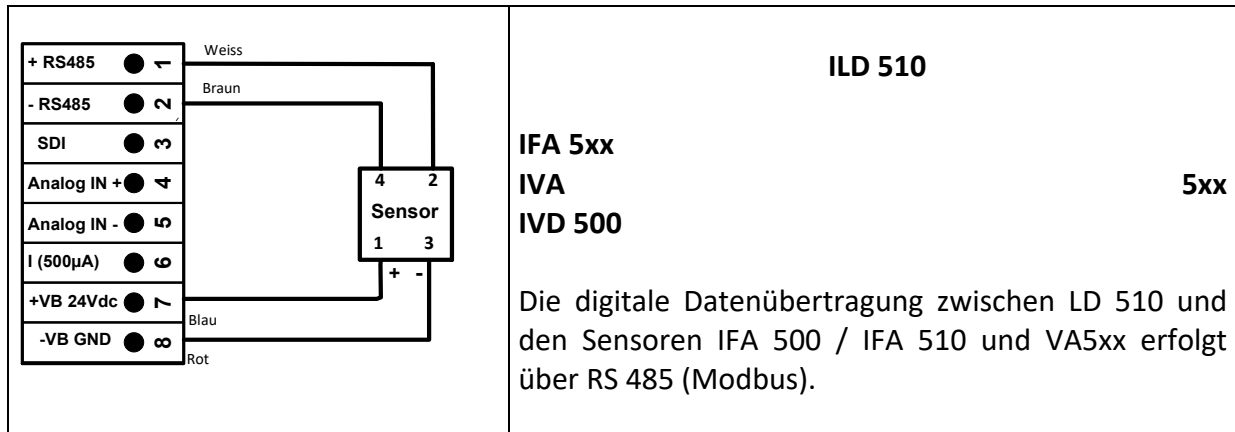 Weiss
+ RS485 1
Braun
- RS485 2
SDI 3
Analog IN + 4
Analog IN - 5
I (500µA) 6
+VB 24Vdc 7
Blau
-VB GND 8
Rot
4 2
Sensor
1 3
+ -
ILD 510
IFA 5xx
IVA 5xx
IVD 500
Die digitale Datenübertragung zwischen LD 510 und
den Sensoren IFA 500 / IFA 510 und VA5xx erfolgt
über RS 485 (Modbus).